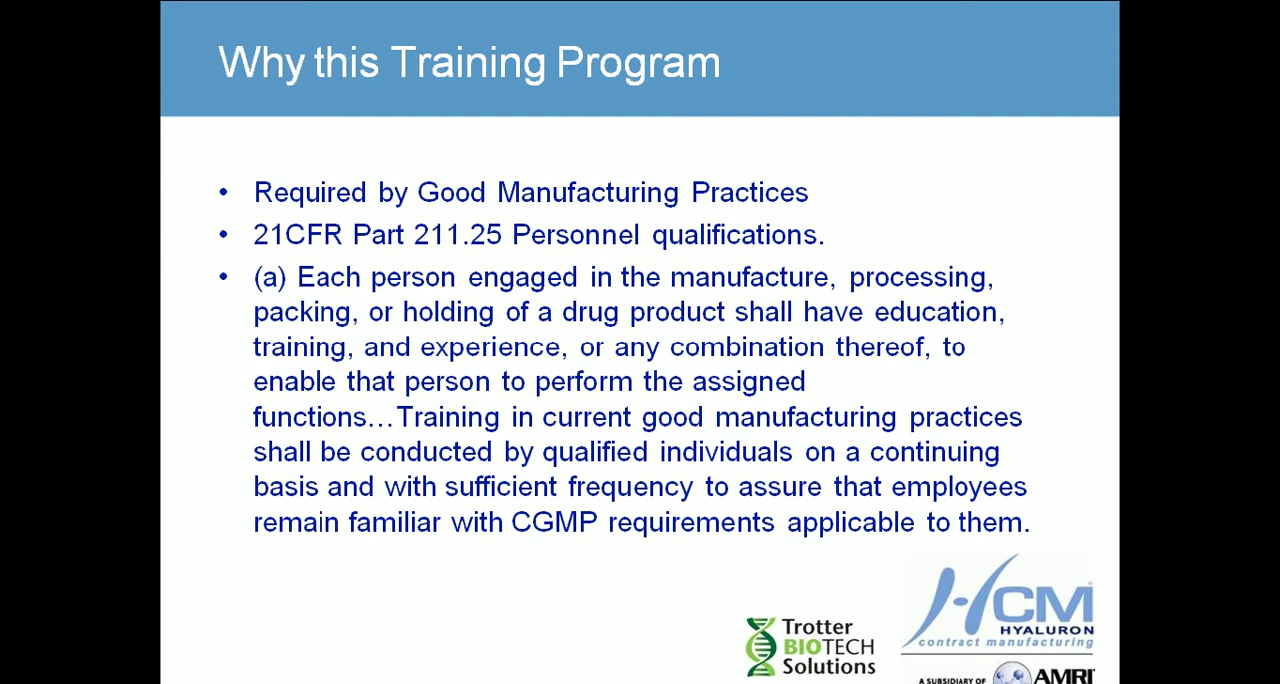 Why this Training Program
• Required by Good Manufacturing Practices
• 21CFR Part 211.25 Personnel qualifications.
• (a) Each person engaged in the manufacture, processing,
packing, or holding of a drug product shall have education,
training, and experience, or any combination thereof, to
enable that person to perform the assigned
functions…Training in current good manufacturing practices
shall be conducted by qualified individuals on a continuing
basis and with sufficient frequency to assure that employees
remain familiar with CGMP requirements applicable to them.
Trotter
BIOTECH
Solutions
HCM
HYALURON
contract manufacturing
A SUBSIDIARY OF AMRI